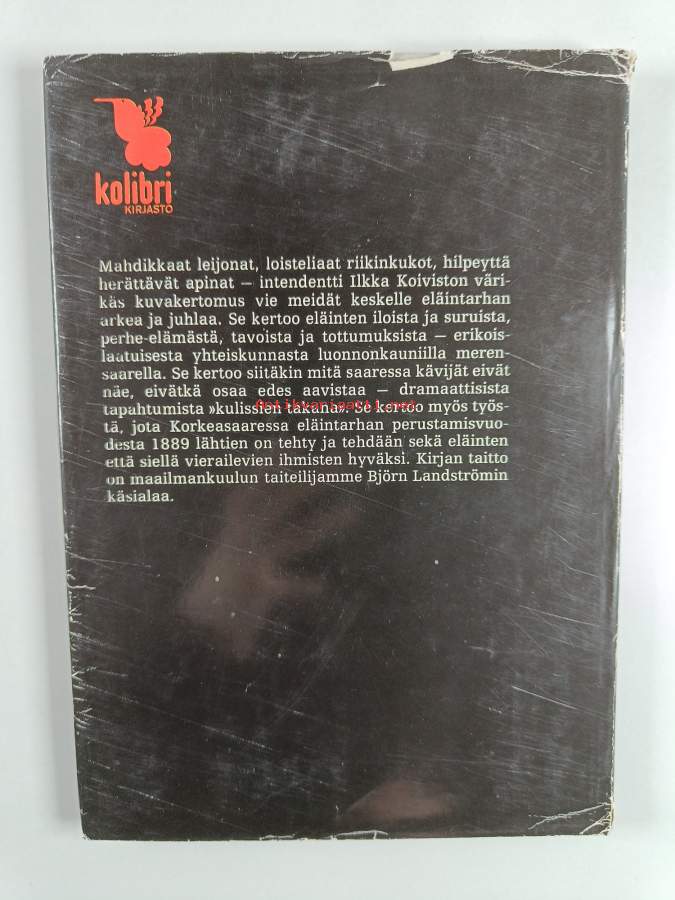 kolibri
KIRJASTO
Mahdikkaat leijonat, loisteliaat riikinkukot, hilpeyttä
herättävät apinat — intendentti Ilkka Koiviston väri-
käs kuvakertomus vie meidät keskelle eläintarhan
arkea ja juhlaa. Se kertoo eläinten iloista ja suruista,
perhe-elämästä, tavoista ja tottumuksista — erikois-
laatuisesta yhteiskunnasta luonnonkauniilla meren-
saarella. Se kertoo siitäkin mitä saaressa kävijät eivät
näe, eivätkä osaa edes aavistaa — dramaattisista
tapahtumista »kulissien takana». Se kertoo myös työs-
tä, jota Korkeasaaressa eläintarhan perustamisvuo-
desta 1889 lähtien on tehty ja tehdään sekä eläinten
että siellä vierailevien ihmisten hyväksi. Kirjan taitto
on maailmankuulun taiteilijamme Björn Landströmin
käsialaa.
Antikvariaatti.net